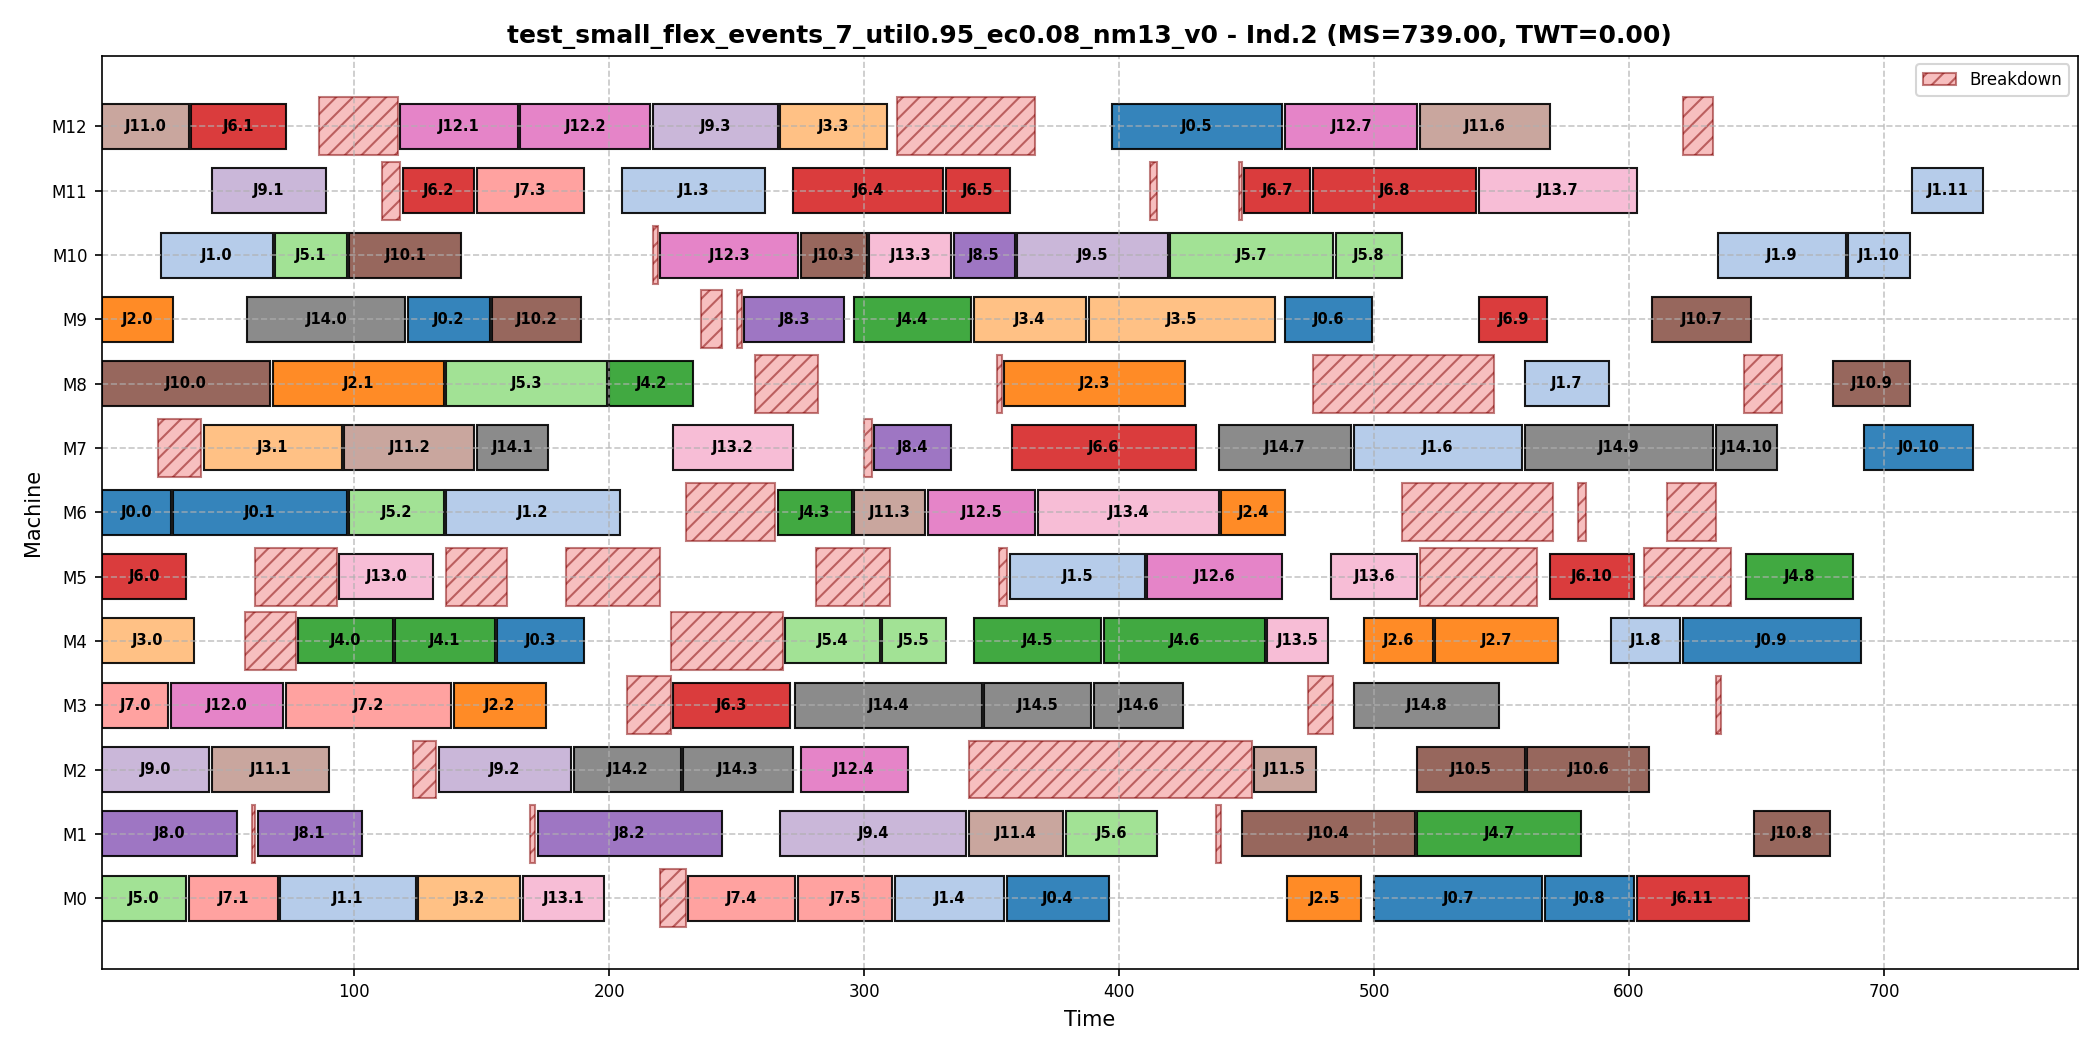 test_small_flex_events_7_util0.95_ec0.08_nm13_v0 - Ind.2 (MS=739.00, TWT=0.00)
Breakdown
M12 J11.0 J6.1 J12.1 J12.2 J9.3 J3.3 J0.5 J12.7 J11.6
M11 J9.1 J6.2 J7.3 J1.3 J6.4 J6.5 J6.7 J6.8 J13.7 J1.11
M10 J1.0 J5.1 J10.1 J12.3 J10.3 J13.3 J8.5 J9.5 J5.7 J5.8 J1.9 J1.10
M9 J2.0 J14.0 J0.2 J10.2 J8.3 J4.4 J3.4 J3.5 J0.6 J6.9 J10.7
M8 J10.0 J2.1 J5.3 J4.2 J2.3 J1.7 J10.9
M7 J3.1 J11.2 J14.1 J13.2 J8.4 J6.6 J14.7 J1.6 J14.9 J14.10 J0.10
M6 J0.0 J0.1 J5.2 J1.2 J4.3 J11.3 J12.5 J13.4 J2.4
M5 J6.0 J13.0 J1.5 J12.6 J13.6 J6.10 J4.8
M4 J3.0 J4.0 J4.1 J0.3 J5.4 J5.5 J4.5 J4.6 J13.5 J2.6 J2.7 J1.8 J0.9
M3 J7.0 J12.0 J7.2 J2.2 J6.3 J14.4 J14.5 J14.6 J14.8
M2 J9.0 J11.1 J9.2 J14.2 J14.3 J12.4 J11.5 J10.5 J10.6
M1 J8.0 J8.1 J8.2 J9.4 J11.4 J5.6 J10.4 J4.7 J10.8
M0 J5.0 J7.1 J1.1 J3.2 J13.1 J7.4 J7.5 J1.4 J0.4 J2.5 J0.7 J0.8 J6.11
100 200 300 400 500 600 700
Time
Machine